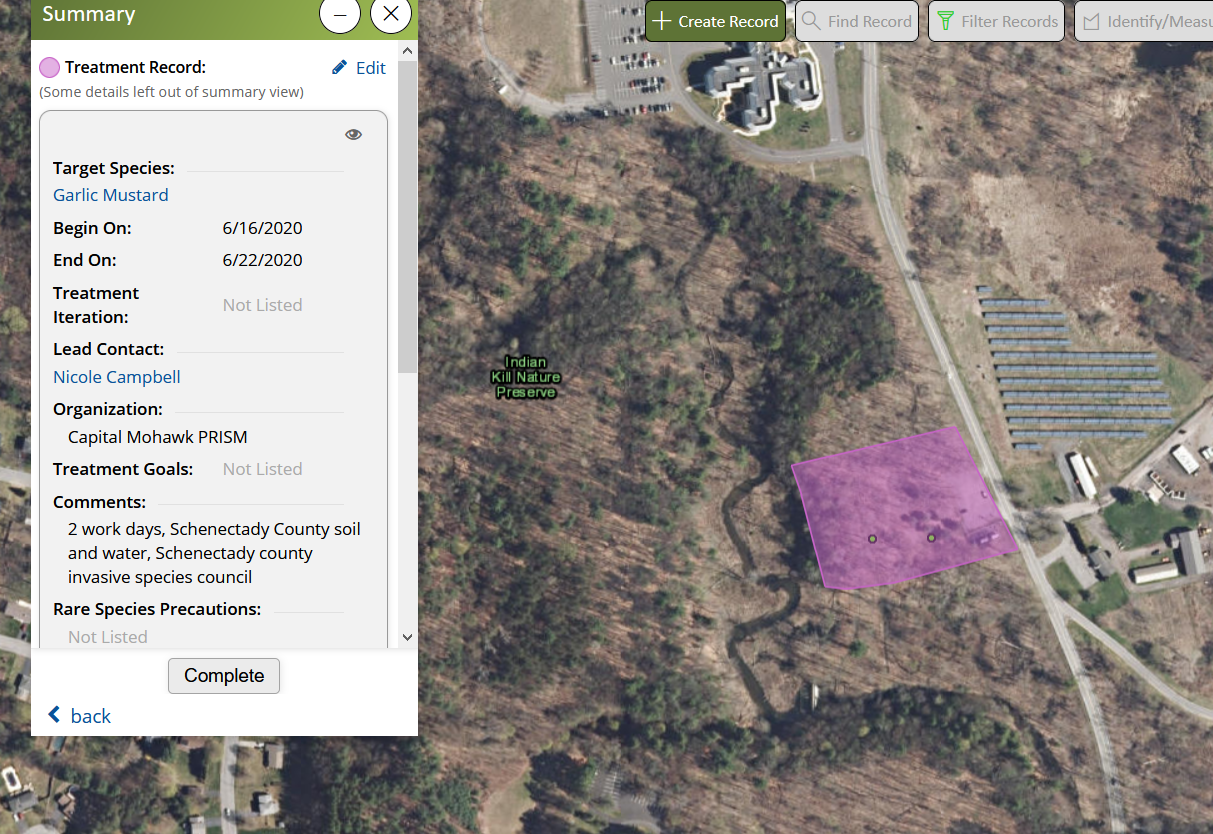 Summary
Create Record
Find Record
Filter Records
Identify/Measu
Treatment Record:
Edit
(Some details left out of summary view)
Target Species:
Garlic Mustard
Begin On: 6/16/2020
End On: 6/22/2020
Treatment
Iteration:
Not Listed
Lead Contact:
Nicole Campbell
Organization:
Capital Mohawk PRISM
Treatment Goals: Not Listed
Comments:
2 work days, Schenectady County soil
and water, Schenectady county
invasive species council
Rare Species Precautions:
Not Listed
Complete
back
Indian
Kill Nature
Preserve